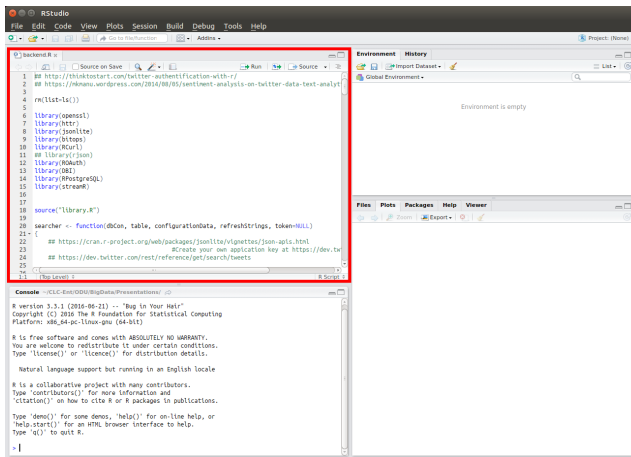 RStudio
File Edit Code View Plots Session Build Debug Tools Help
Go to file/function Addins Project: (None)
backend.R
Source on Save Run Source
1 ## http://thinktostart.com/twitter-authentification-with-r/
2 ## https://mkmanu.wordpress.com/2014/08/05/sentiment-analysis-on-twitter-data-text-analyt
3
4 rm(list=ls())
5
6 library(openssl)
7 library(httr)
8 library(jsonlite)
9 library(bitops)
10 library(RCurl)
11 ## library(rjson)
12 library(ROAuth)
13 library(DBI)
14 library(RPostgreSQL)
15 library(streamR)
16
17
18 source("library.R")
19
20 searcher <- function(dbCon, table, configurationData, refreshStrings, token=NULL)
21 {
22 ## https://cran.r-project.org/web/packages/jsonlite/vignettes/json-apis.html
23 #Create your own appication key at https://dev.tw
24 ## https://dev.twitter.com/rest/reference/get/search/tweets
25
26
1:1 (Top Level) R Script
Console ~/CLC-Ent/ODU/BigData/Presentations/
R version 3.3.1 (2016-06-21) -- "Bug in Your Hair"
Copyright (C) 2016 The R Foundation for Statistical Computing
Platform: x86_64-pc-linux-gnu (64-bit)
R is free software and comes with ABSOLUTELY NO WARRANTY.
You are welcome to redistribute it under certain conditions.
Type 'license()' or 'licence()' for distribution details.
Natural language support but running in an English locale
R is a collaborative project with many contributors.
Type 'contributors()' for more information and
'citation()' on how to cite R or R packages in publications.
Type 'demo()' for some demos, 'help()' for on-line help, or
'help.start()' for an HTML browser interface to help.
Type 'q()' to quit R.
>
Environment History
Import Dataset List
Global Environment
Environment is empty
Files Plots Packages Help Viewer
Zoom Export